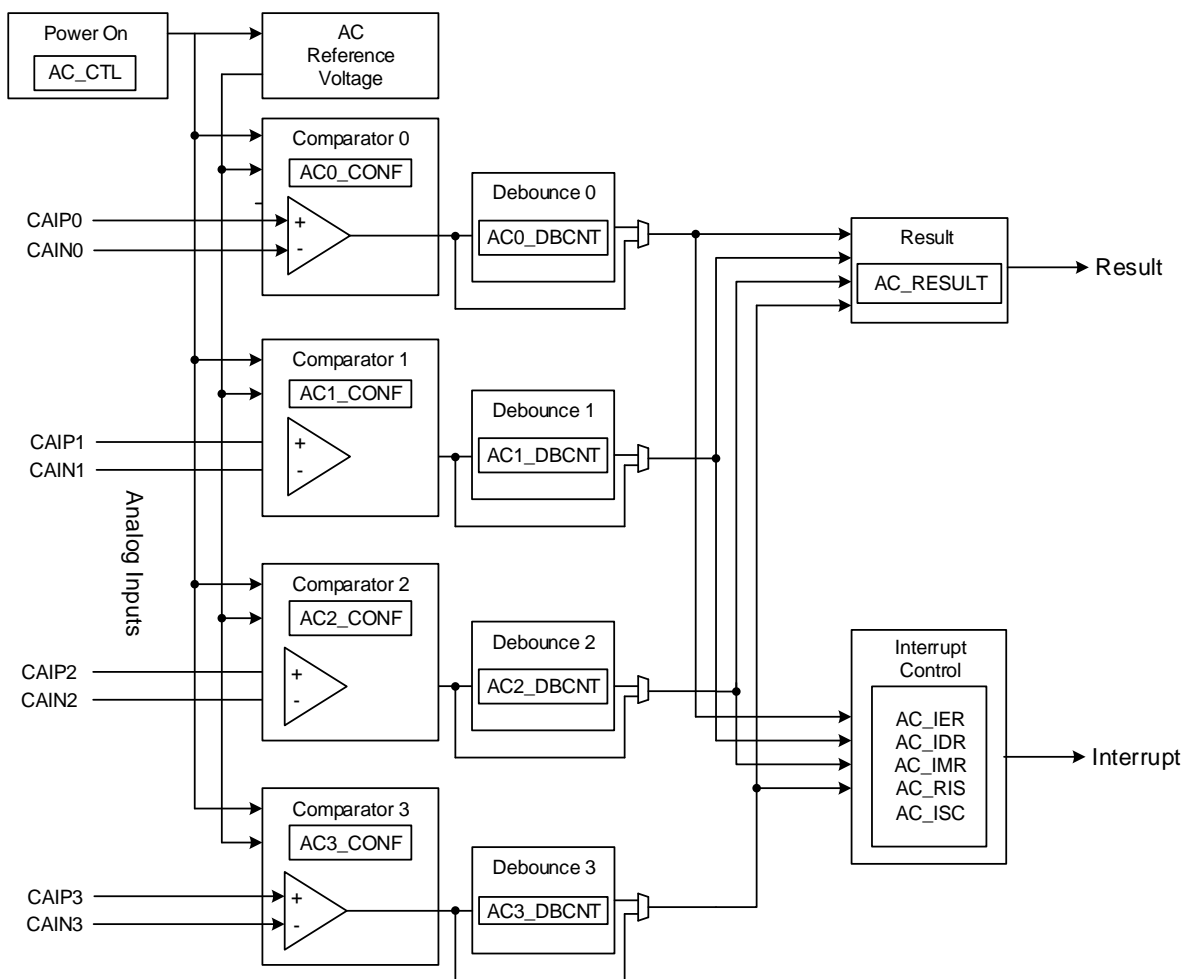 Power On
AC_CTL
AC
Reference
Voltage
Comparator 0
AC0_CONF
CAIP0
CAIN0
+
-
Debounce 0
AC0_DBCNT
Result
AC_RESULT
Result
Comparator 1
AC1_CONF
CAIP1
CAIN1
+
-
Debounce 1
AC1_DBCNT
Analog Inputs
Comparator 2
AC2_CONF
CAIP2
CAIN2
+
-
Debounce 2
AC2_DBCNT
Interrupt
Control
AC_IER
AC_IDR
AC_IMR
AC_RIS
AC_ISC
Interrupt
Comparator 3
AC3_CONF
CAIP3
CAIN3
+
-
Debounce 3
AC3_DBCNT